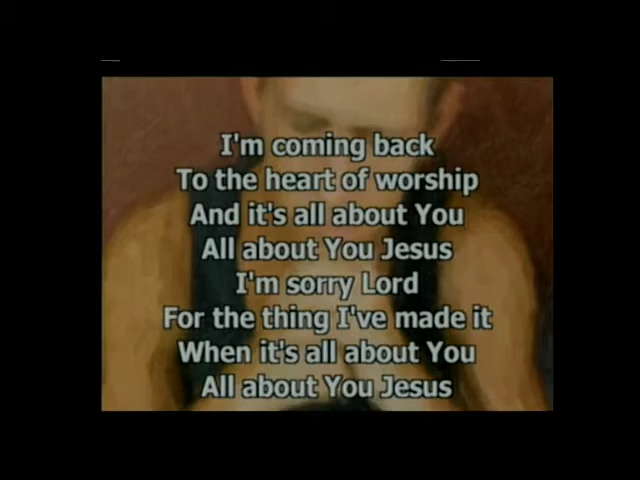 I'm coming back
To the heart of worship
And it's all about You
All about You Jesus
I'm sorry Lord
For the thing I've made it
When it's all about You
All about You Jesus